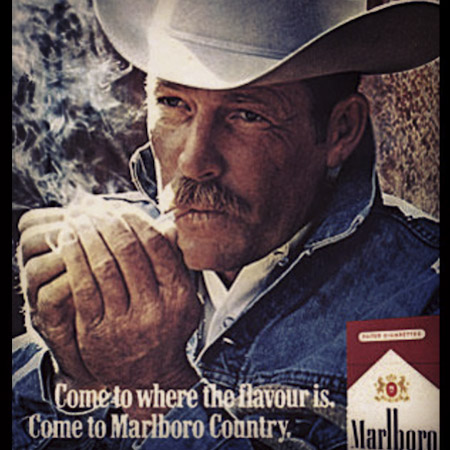 FILTER CIGARETTES
Marlboro
Come to where the flavour is.
Come to Marlboro Country.